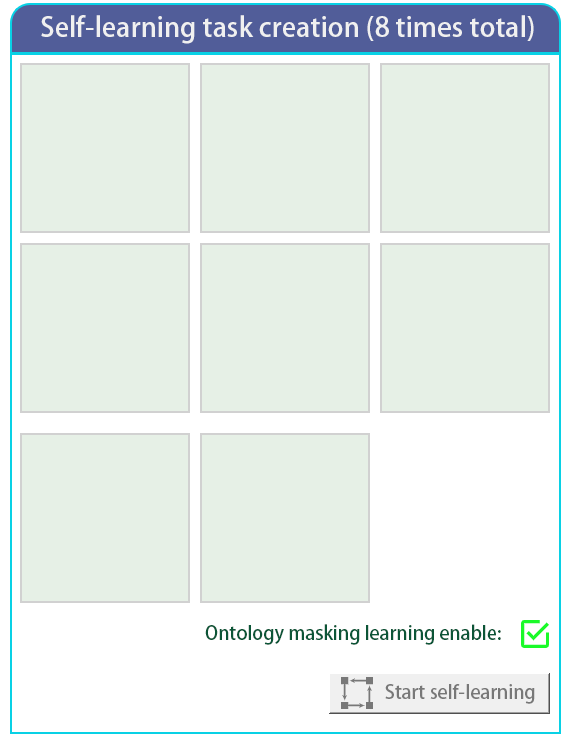 Self-learning task creation (8 times total)
Ontology masking learning enable:
Start self-learning